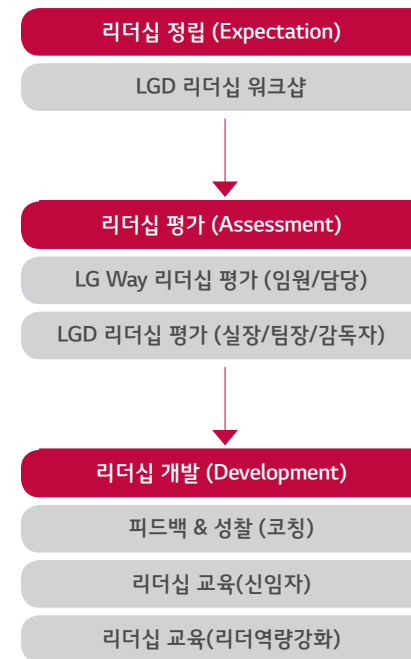 리더십 정립 (Expectation)
LGD 리더십 워크샵
리더십 평가 (Assessment)
LG Way 리더십 평가 (임원/담당)
LGD 리더십 평가 (실장/팀장/감독자)
리더십 개발 (Development)
피드백 & 성찰 (코칭)
리더십 교육(신임자)
리더십 교육(리더역량강화)